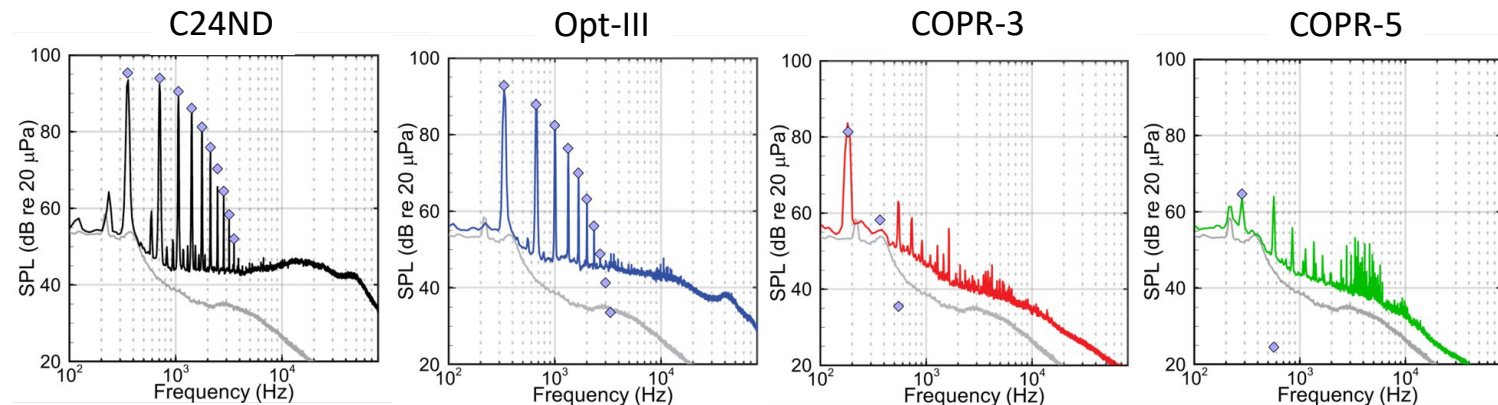 C24ND
Opt-III
COPR-3
COPR-5
SPL (dB re 20 μPa)
100
80
60
40
20
10²
10³
10⁴
Frequency (Hz)
SPL (dB re 20 μPa)
100
80
60
40
20
10²
10³
10⁴
Frequency (Hz)
SPL (dB re 20 μPa)
100
80
60
40
20
10²
10³
10⁴
Frequency (Hz)
SPL (dB re 20 μPa)
100
80
60
40
20
10²
10³
10⁴
Frequency (Hz)